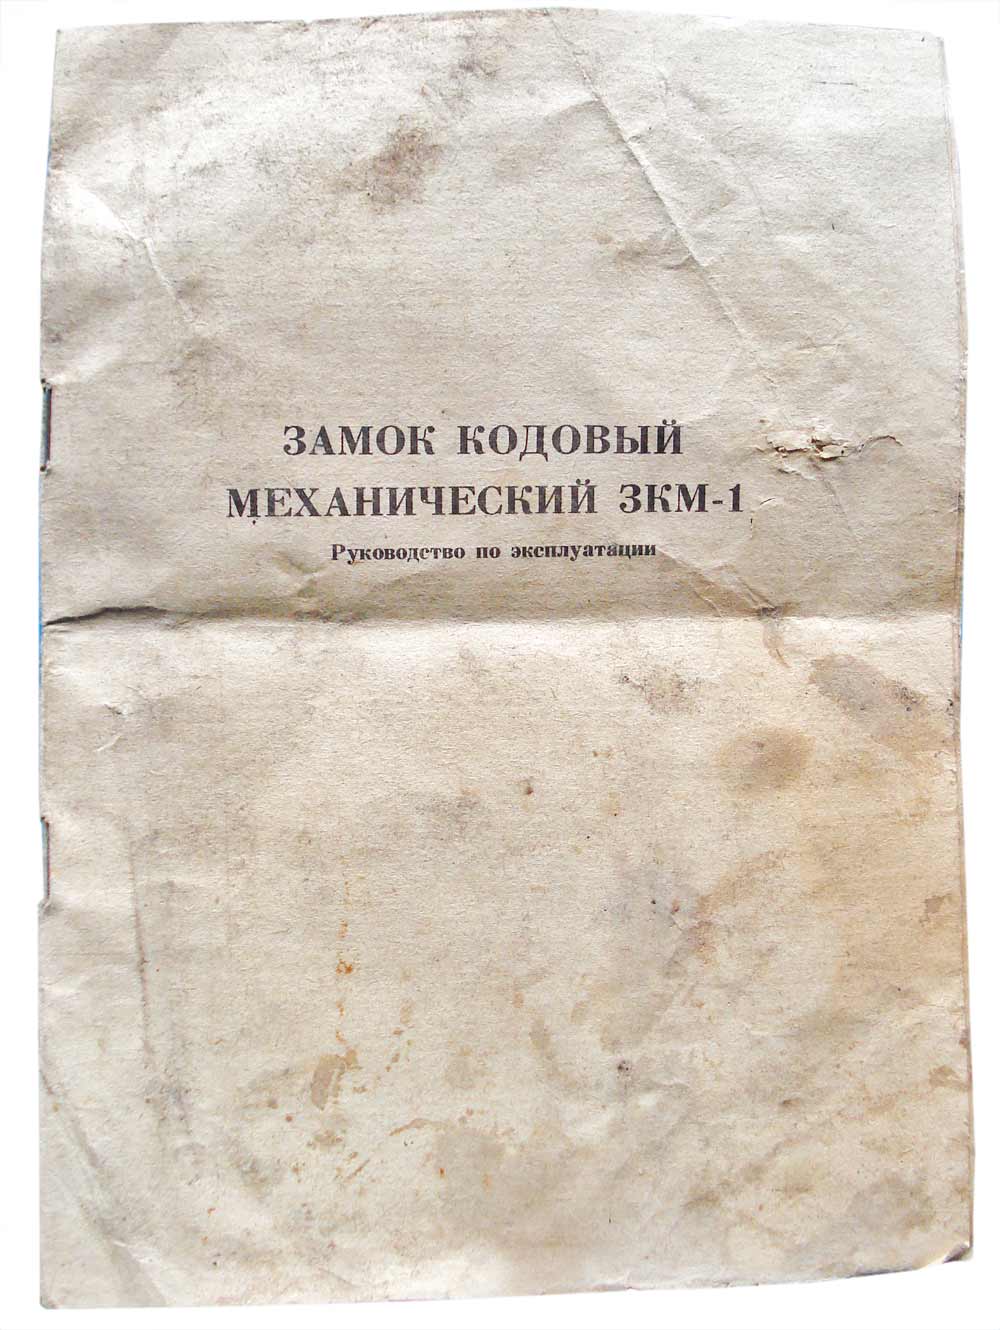 ЗАМОК КОДОВЫЙ
МЕХАНИЧЕСКИЙ ЗКМ-1
Руководство по эксплуатации